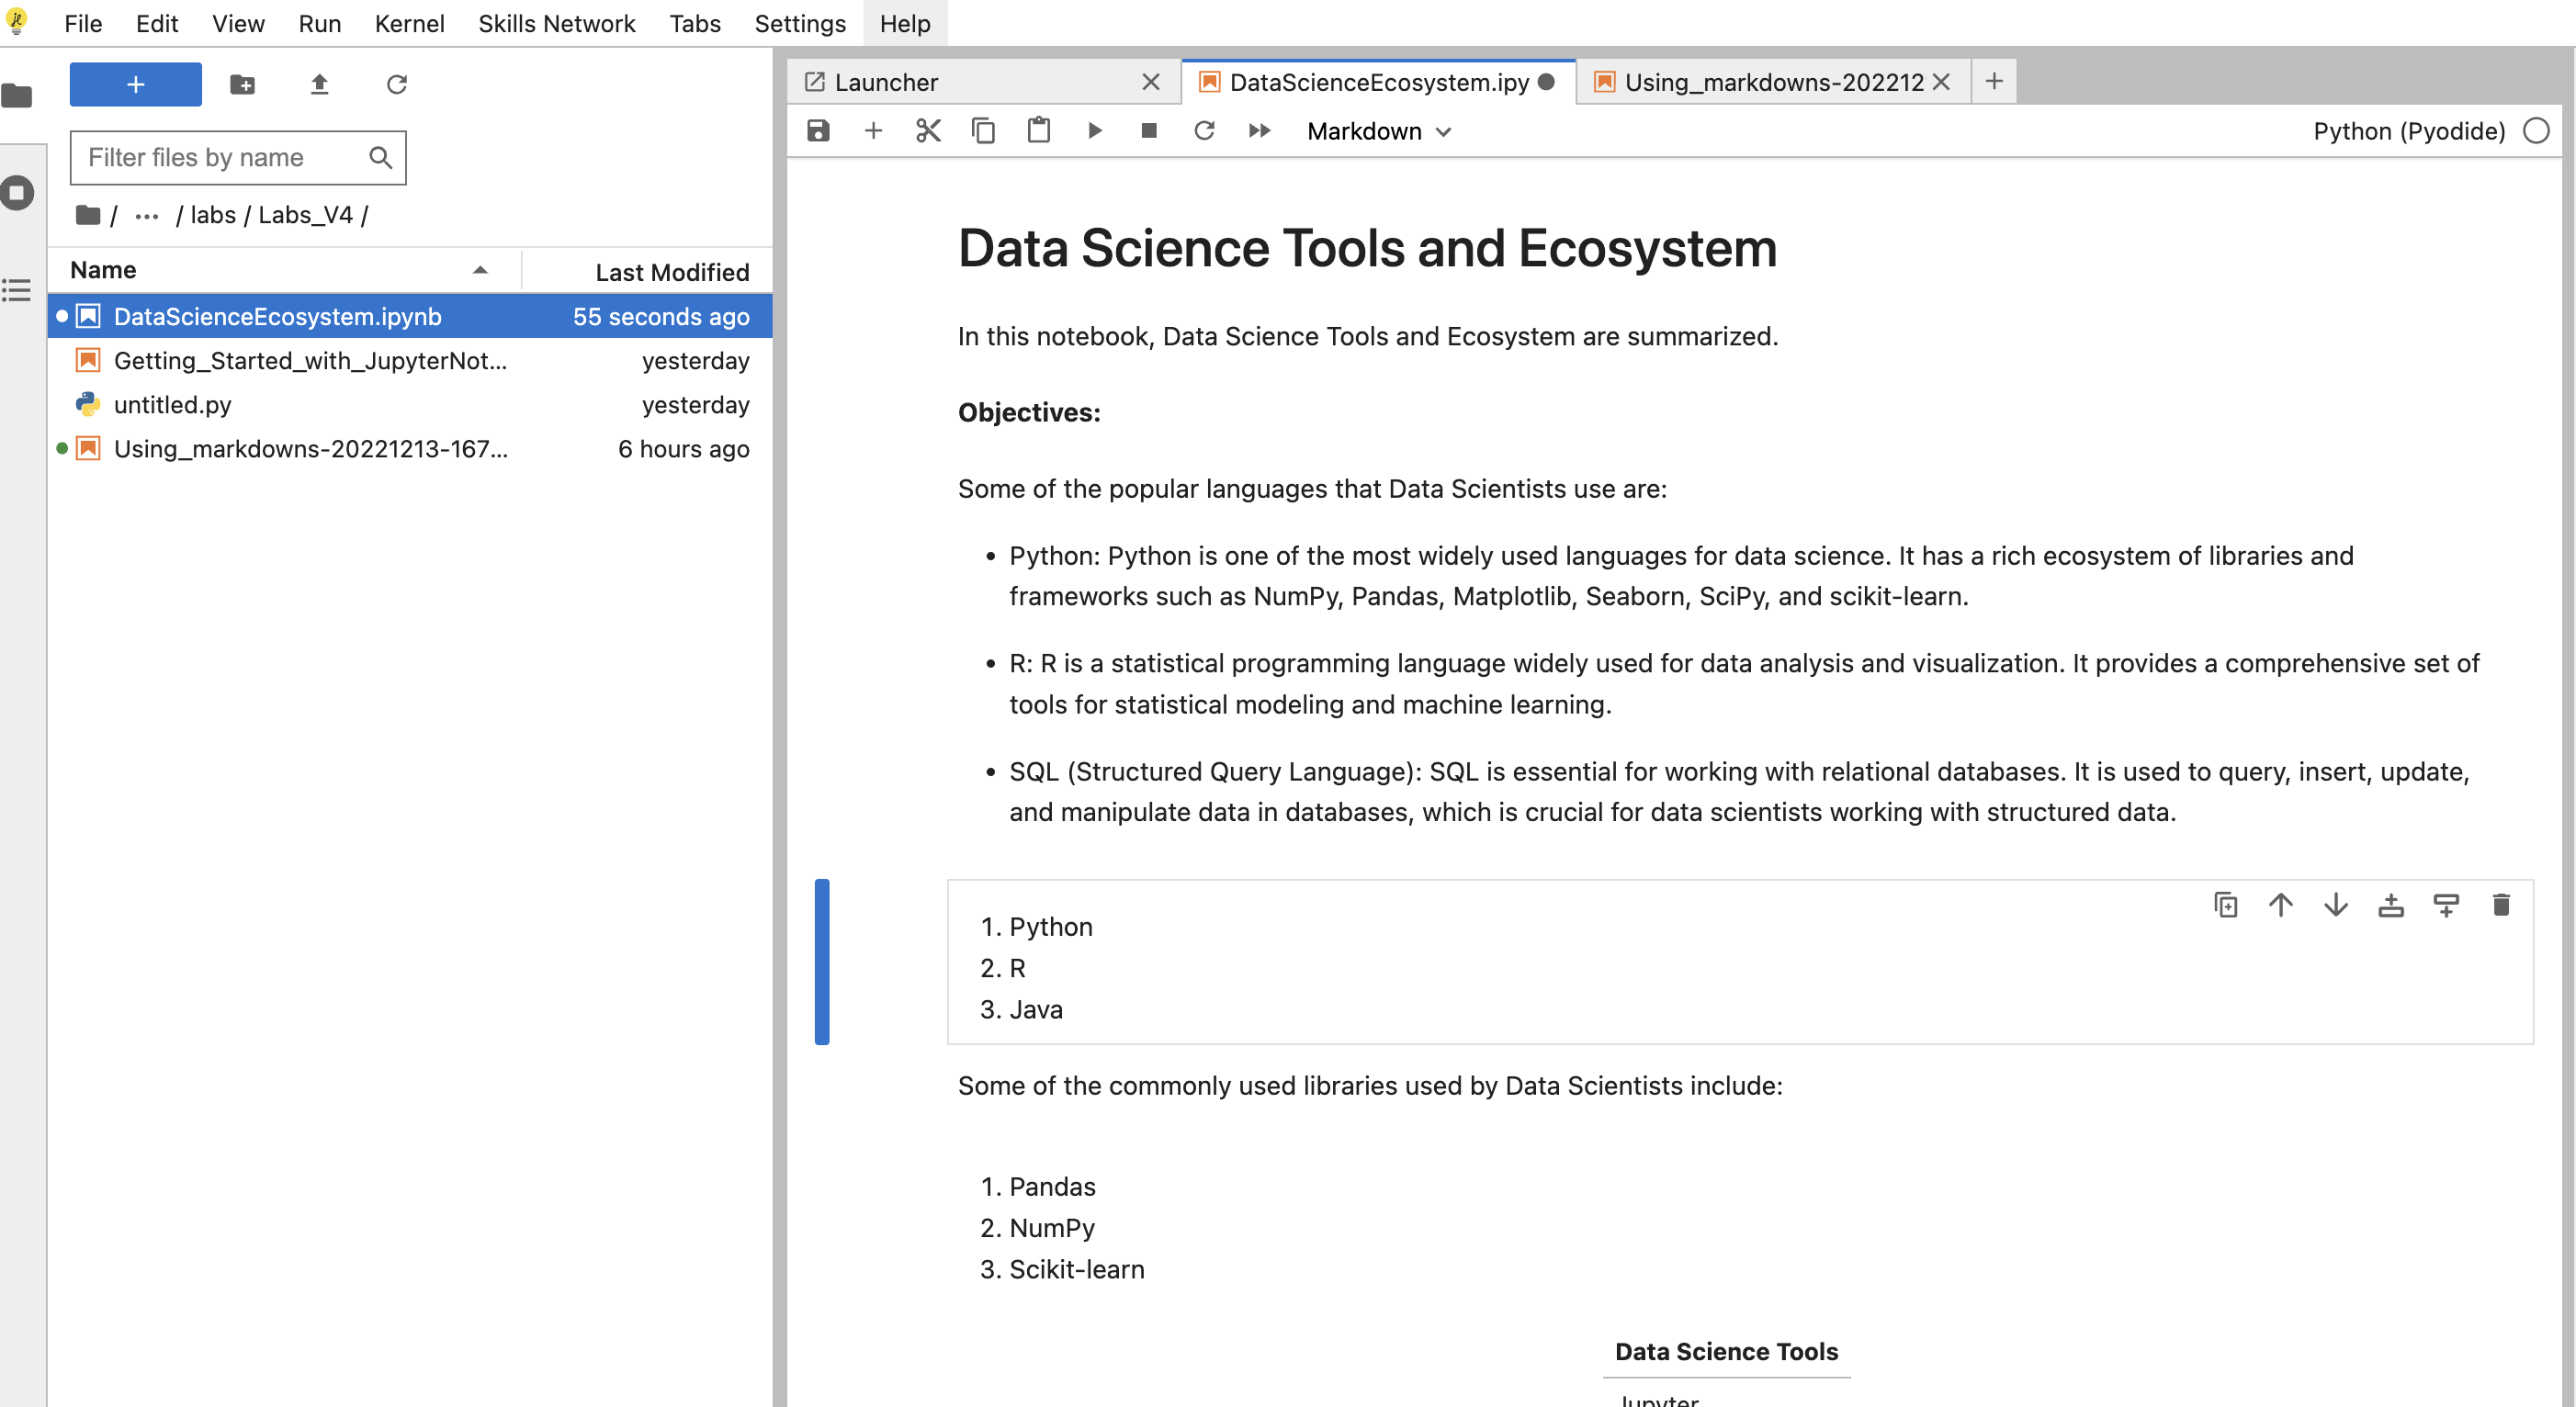 File Edit View Run Kernel Skills Network Tabs Settings Help
+
Filter files by name
/ ... / labs / Labs_V4 /
Name Last Modified
DataScienceEcosystem.ipynb 55 seconds ago
Getting_Started_with_JupyterNot... yesterday
untitled.py yesterday
Using_markdowns-20221213-167... 6 hours ago
Launcher DataScienceEcosystem.ipy Using_markdowns-202212
Markdown Python (Pyodide)
Data Science Tools and Ecosystem
In this notebook, Data Science Tools and Ecosystem are summarized.
Objectives:
Some of the popular languages that Data Scientists use are:
• Python: Python is one of the most widely used languages for data science. It has a rich ecosystem of libraries and
frameworks such as NumPy, Pandas, Matplotlib, Seaborn, SciPy, and scikit-learn.
• R: R is a statistical programming language widely used for data analysis and visualization. It provides a comprehensive set of
tools for statistical modeling and machine learning.
• SQL (Structured Query Language): SQL is essential for working with relational databases. It is used to query, insert, update,
and manipulate data in databases, which is crucial for data scientists working with structured data.
1. Python
2. R
3. Java
Some of the commonly used libraries used by Data Scientists include:
1. Pandas
2. NumPy
3. Scikit-learn
Data Science Tools
Jupyter